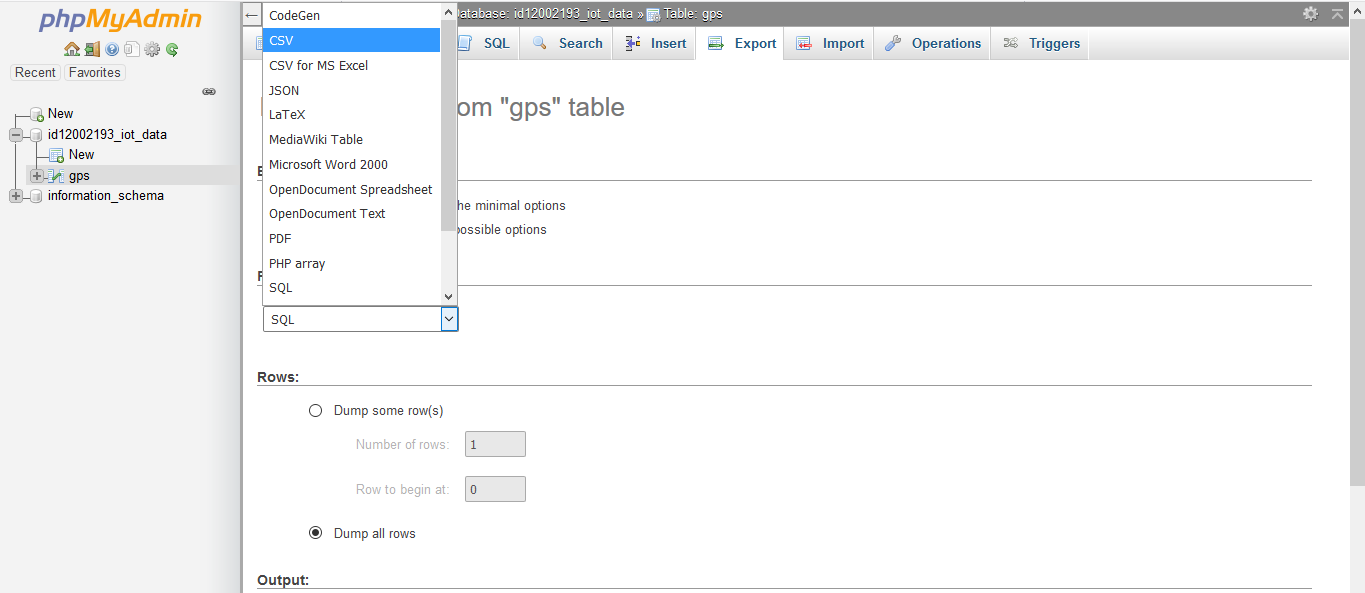 phpMyAdmin
Recent Favorites
New
id12002193_iot_data
New
gps
information_schema
atabase: id12002193_iot_data » Table: gps
SQL Search Insert Export Import Operations Triggers
om "gps" table
CodeGen
CSV
CSV for MS Excel
JSON
LaTeX
MediaWiki Table
Microsoft Word 2000
OpenDocument Spreadsheet
OpenDocument Text
PDF
PHP array
SQL
he minimal options
possible options
SQL
Rows:
Dump some row(s)
Number of rows: 1
Row to begin at: 0
Dump all rows
Output: